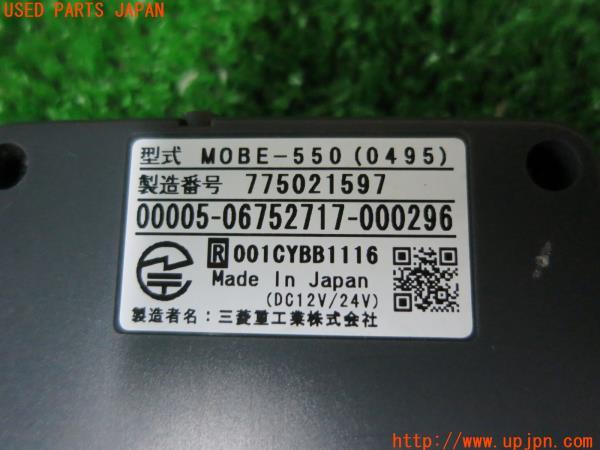 USED PARTS JAPAN
型式 MOBE-550(0495)
製造番号 775021597
00005-06752717-000296
R 001CYBB1116
Made In Japan
(DC12V/24V)
製造者名:三菱重工業株式会社
http://www.upjpn.com/